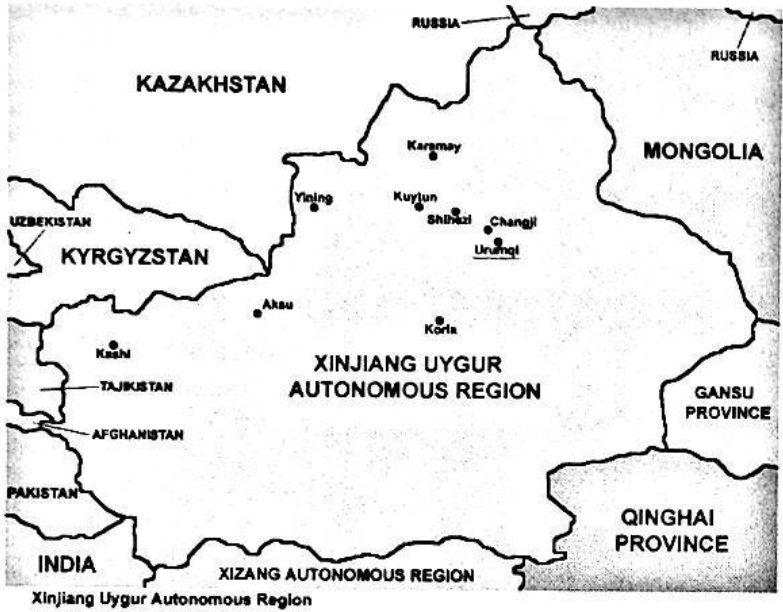 RUSSIA
RUSSIA
KAZAKHSTAN
MONGOLIA
Karamay
Yining
Kuytun
Shihezi
Changji
Urumqi
UZBEKISTAN
KYRGYZSTAN
Aksu
Korla
Kashi
XINJIANG UYGUR
AUTONOMOUS REGION
TAJIKISTAN
GANSU
PROVINCE
AFGHANISTAN
PAKISTAN
QINGHAI
PROVINCE
INDIA
XIZANG AUTONOMOUS REGION
Xinjiang Uygur Autonomous Region